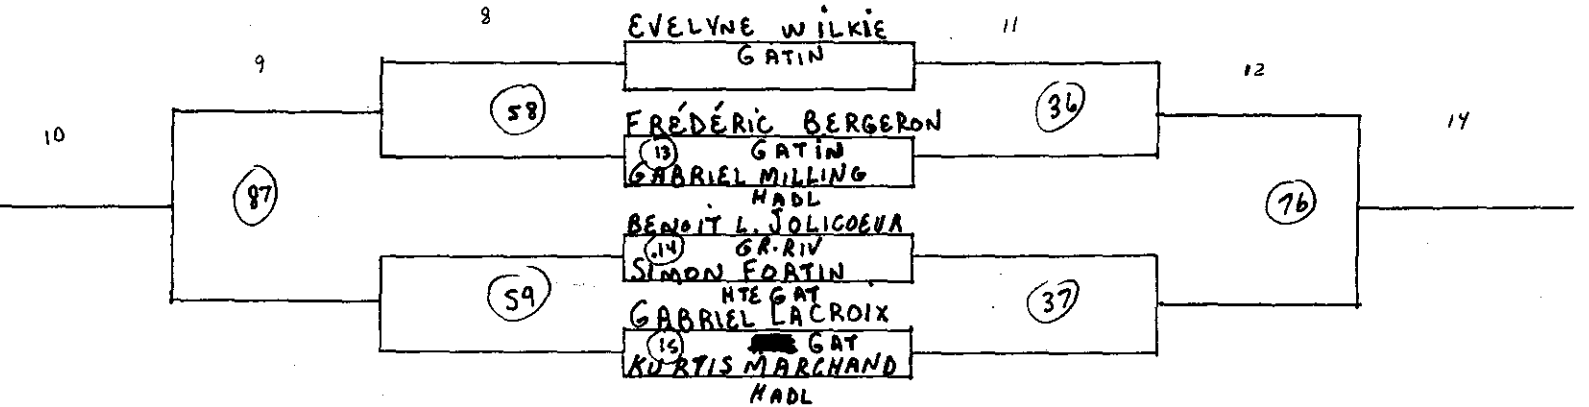 8
EVELYNE WILKIE
11
9
GATIN
12
10
58
FRÉDÉRIC BERGERON
36
14
13 GATIN
GABRIEL MILLING
HADL
87
76
BENOIT L. JOLICOEUR
14 GR.RIV
SIMON FORTIN
HTE GAT
59
37
GABRIEL LACROIX
15 GAT
KURTIS MARCHAND
HADL